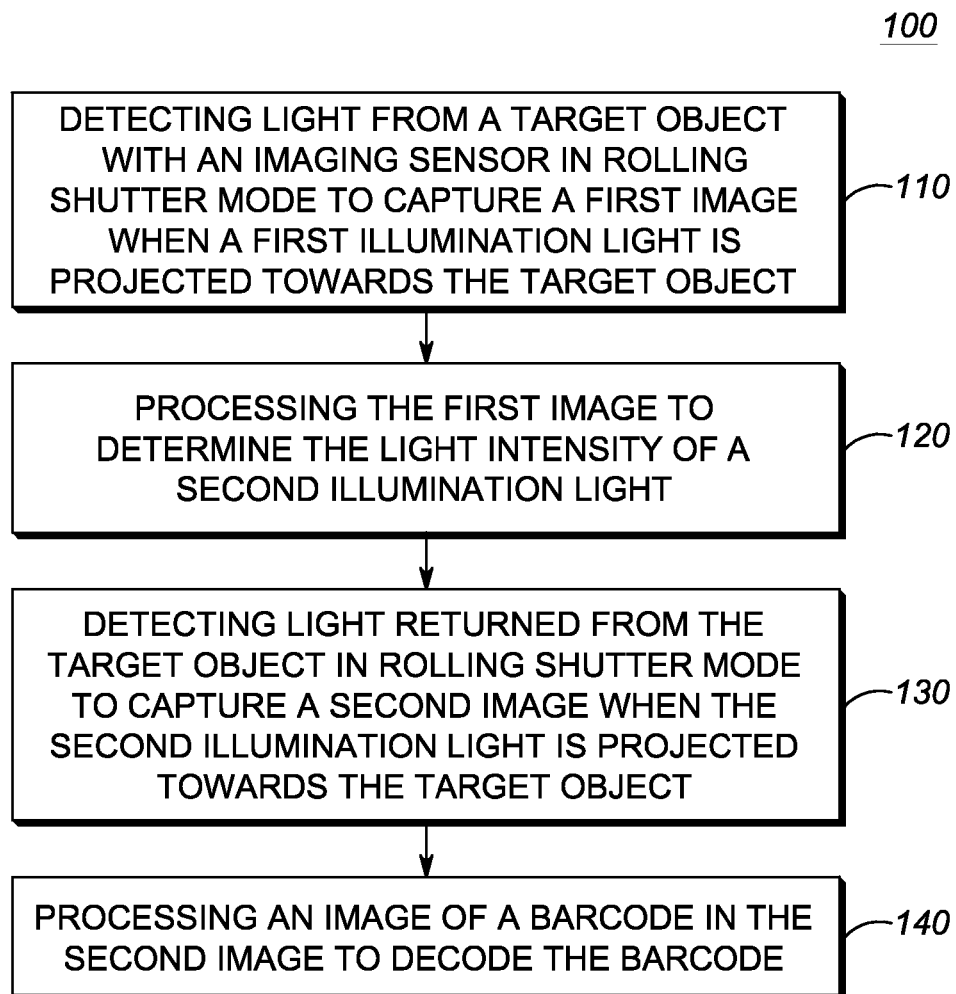 100
DETECTING LIGHT FROM A TARGET OBJECT
WITH AN IMAGING SENSOR IN ROLLING
SHUTTER MODE TO CAPTURE A FIRST IMAGE
WHEN A FIRST ILLUMINATION LIGHT IS
PROJECTED TOWARDS THE TARGET OBJECT
110
PROCESSING THE FIRST IMAGE TO
DETERMINE THE LIGHT INTENSITY OF A
SECOND ILLUMINATION LIGHT
120
DETECTING LIGHT RETURNED FROM THE
TARGET OBJECT IN ROLLING SHUTTER MODE
TO CAPTURE A SECOND IMAGE WHEN THE
SECOND ILLUMINATION LIGHT IS PROJECTED
TOWARDS THE TARGET OBJECT
130
PROCESSING AN IMAGE OF A BARCODE IN THE
SECOND IMAGE TO DECODE THE BARCODE
140